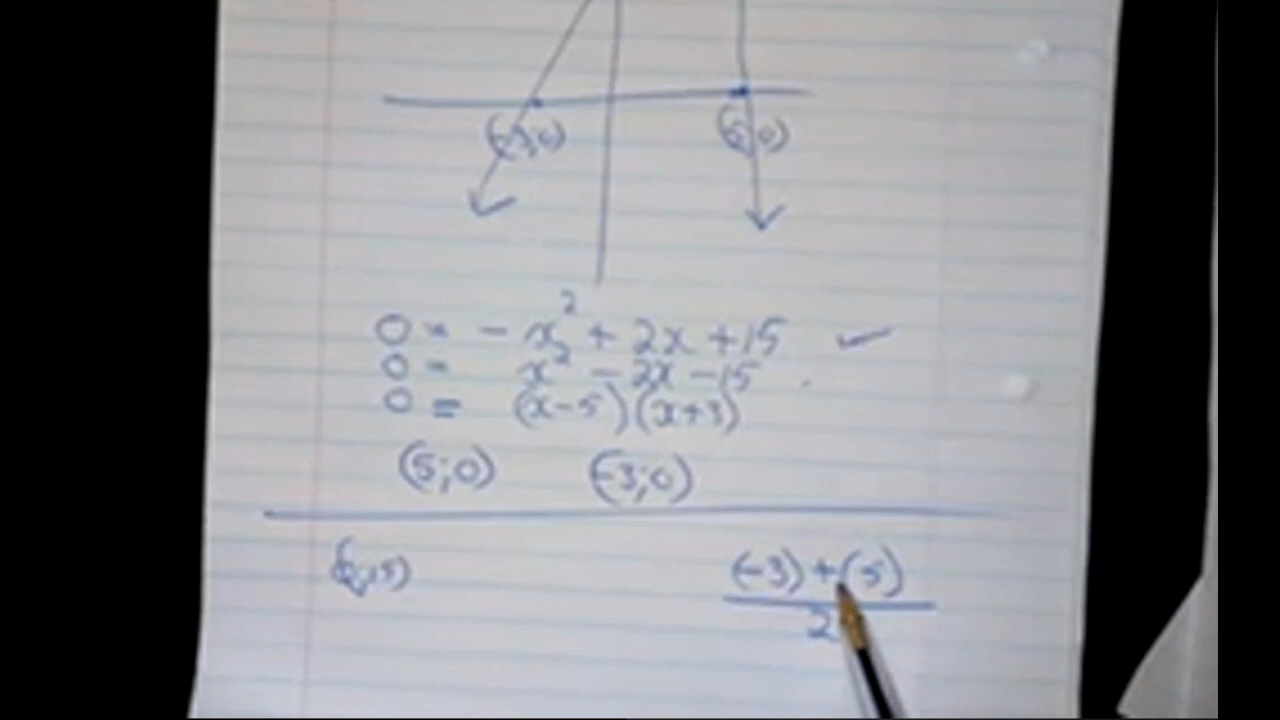 (-3;0) (5;0)
0 = -x² + 2x + 15 ✓
0 = x² - 2x - 15
0 = (x-5)(x+3)
(5;0) (-3;0)
(0;15) (-3) + (5)
2